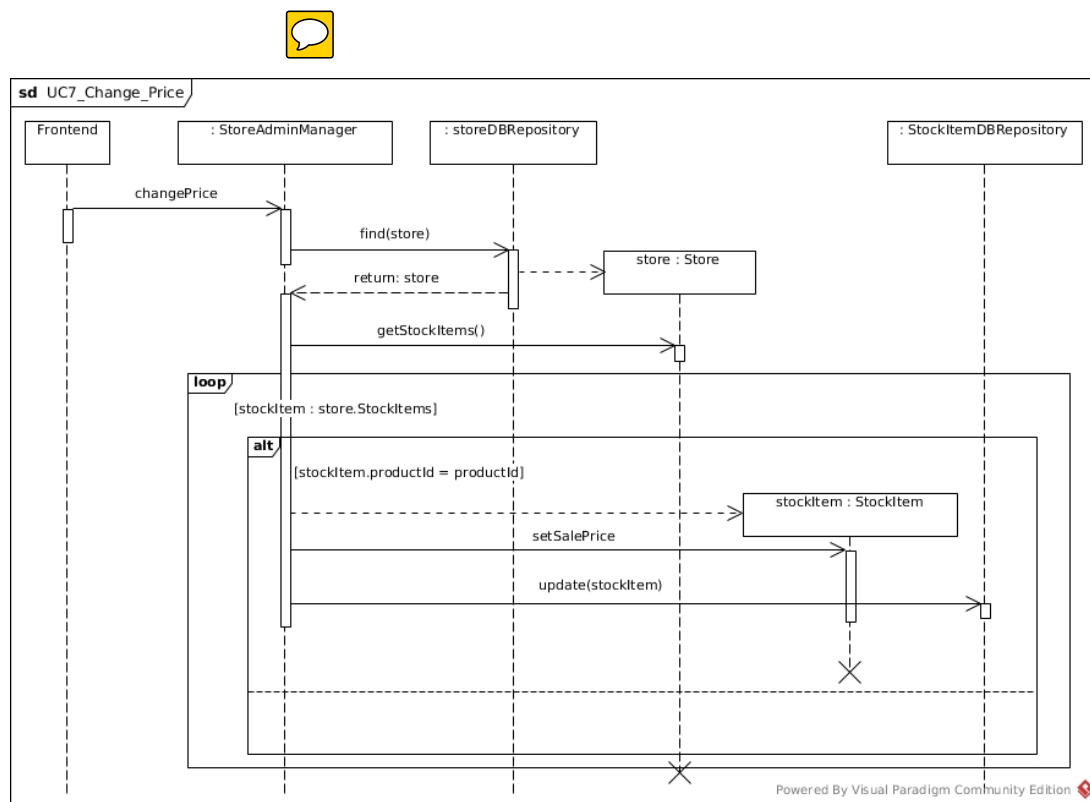 sd UC7_Change_Price
Frontend
: StoreAdminManager
: storeDBRepository
: StockItemDBRepository
changePrice
find(store)
store : Store
return: store
getStockItems()
loop
[stockItem : store.StockItems]
alt
[stockItem.productId = productId]
stockItem : StockItem
setSalePrice
update(stockItem)
Powered By Visual Paradigm Community Edition